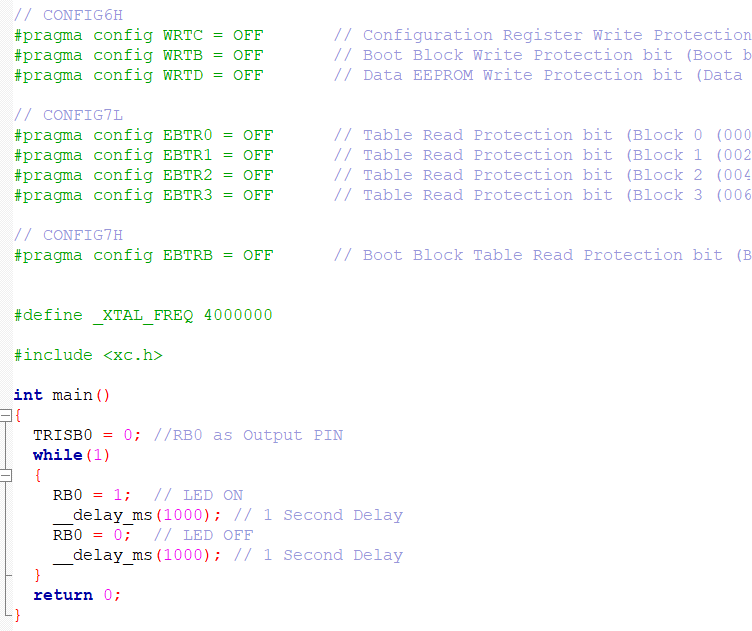 // CONFIG6H
#pragma config WRTC = OFF       // Configuration Register Write Protection
#pragma config WRTB = OFF       // Boot Block Write Protection bit (Boot b
#pragma config WRTD = OFF       // Data EEPROM Write Protection bit (Data

// CONFIG7L
#pragma config EBTR0 = OFF      // Table Read Protection bit (Block 0 (000
#pragma config EBTR1 = OFF      // Table Read Protection bit (Block 1 (002
#pragma config EBTR2 = OFF      // Table Read Protection bit (Block 2 (004
#pragma config EBTR3 = OFF      // Table Read Protection bit (Block 3 (006

// CONFIG7H
#pragma config EBTRB = OFF      // Boot Block Table Read Protection bit (B

#define _XTAL_FREQ 4000000

#include <xc.h>

int main()
{
  TRISB0 = 0; //RB0 as Output PIN
  while(1)
  {
    RB0 = 1;  // LED ON
    __delay_ms(1000); // 1 Second Delay
    RB0 = 0;  // LED OFF
    __delay_ms(1000); // 1 Second Delay
  }
  return 0;
}